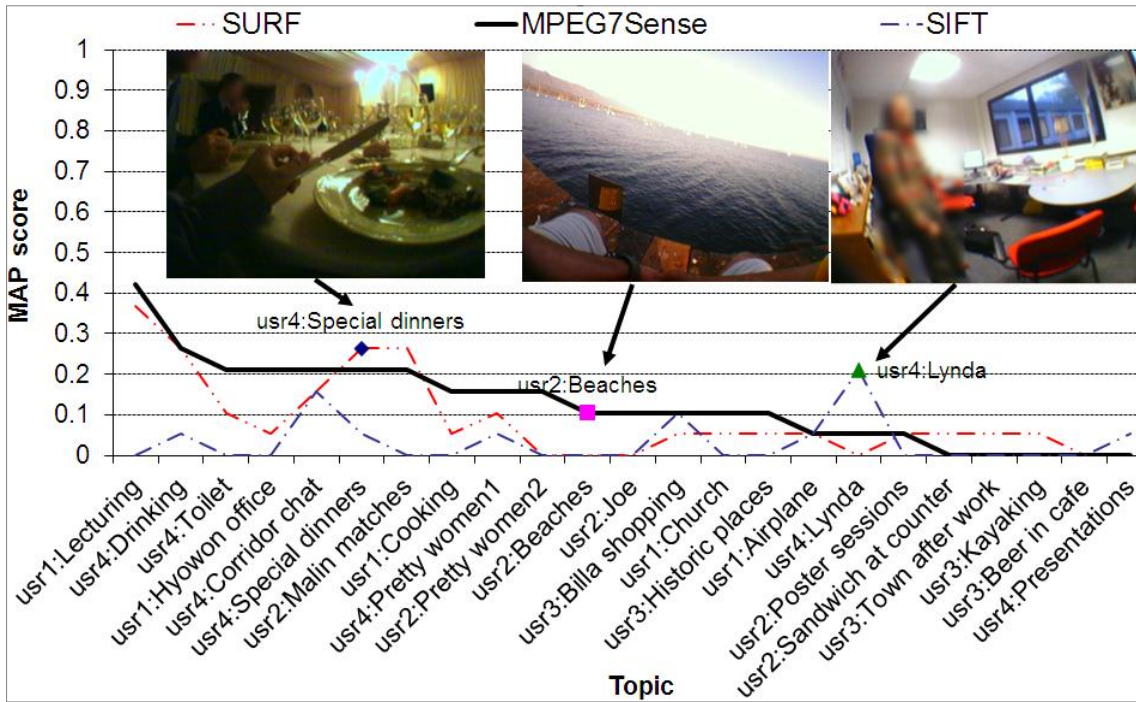 SURF MPEG7Sense SIFT
1
0.9
0.8
0.7
0.6
0.5
0.4
0.3
0.2
0.1
0
MAP score
usr4:Special dinners
usr2:Beaches
usr4:Lynda
usr1:Lecturing
usr4:Drinking
usr4:Toilet
usr1:Hyowon office
usr4:Corridor chat
usr4:Special dinners
usr2:Malin matches
usr1:Cooking
usr4:Pretty women1
usr2:Pretty women2
usr2:Beaches
usr2:Joe
usr3:Billa shopping
usr1:Church
usr3:Historic places
usr1:Airplane
usr4:Lynda
usr2:Poster sessions
usr2:Sandwich at counter
usr3:Town after work
usr3:Kayaking
usr3:Beer in cafe
usr4:Presentations
Topic